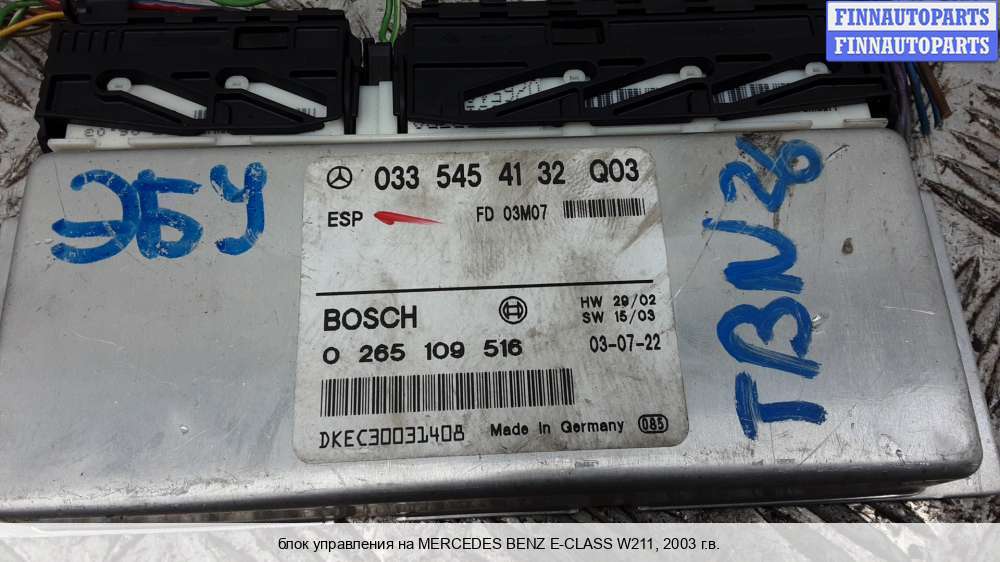 FINNAUTOPARTS
FINNAUTOPARTS
ЭБУ
033 545 41 32 Q03
ESP
FD 03M07
BOSCH
HW 29/02
SW 15/03
0 265 109 516
03-07-22
DKEC30031408
Made in Germany
085
блок управления на MERCEDES BENZ E-CLASS W211, 2003 г.в.